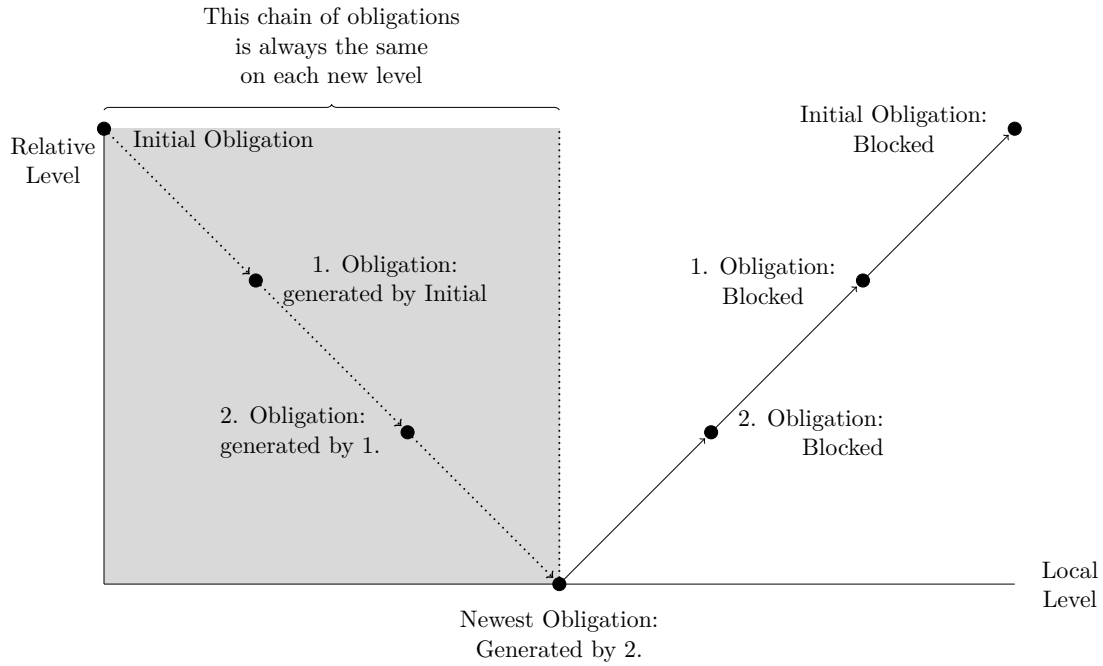 This chain of obligations
is always the same
on each new level
Relative
Level
Initial Obligation
Initial Obligation:
Blocked
1. Obligation:
generated by Initial
1. Obligation:
Blocked
2. Obligation:
generated by 1.
2. Obligation:
Blocked
Local
Level
Newest Obligation:
Generated by 2.